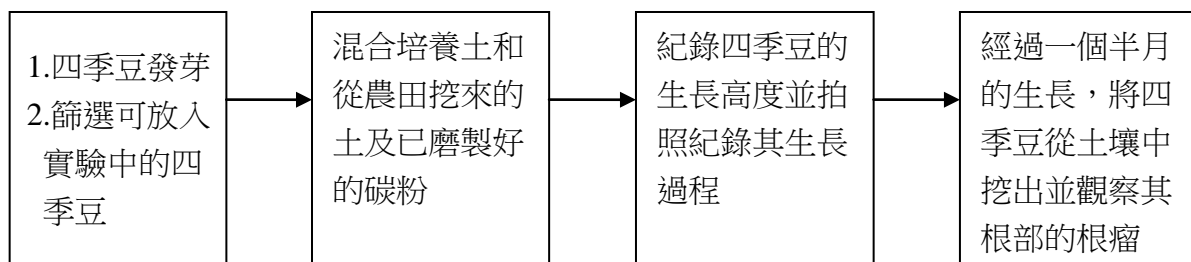 1.四季豆發芽
2.篩選可放入
實驗中的四
季豆
混合培養土和
從農田挖來的
土及已磨製好
的碳粉
紀錄四季豆的
生長高度並拍
照紀錄其生長
過程
經過一個半月
的生長，將四
季豆從土壤中
挖出並觀察其
根部的根瘤